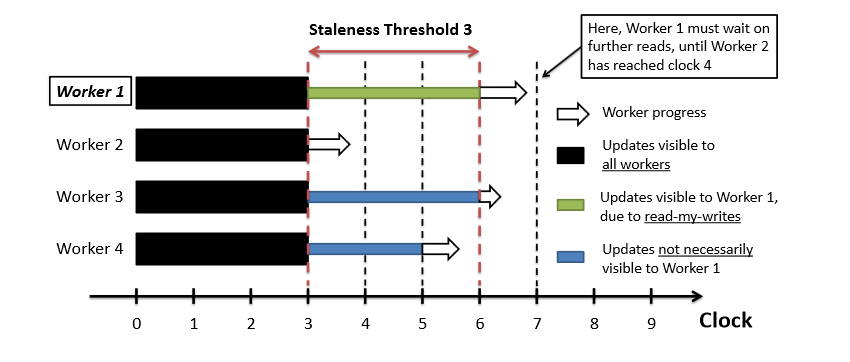 Staleness Threshold 3
Here, Worker 1 must wait on
further reads, until Worker 2
has reached clock 4
Worker 1
Worker 2
Worker 3
Worker 4
Worker progress
Updates visible to
all workers
Updates visible to Worker 1,
due to read-my-writes
Updates not necessarily
visible to Worker 1
0 1 2 3 4 5 6 7 8 9
Clock